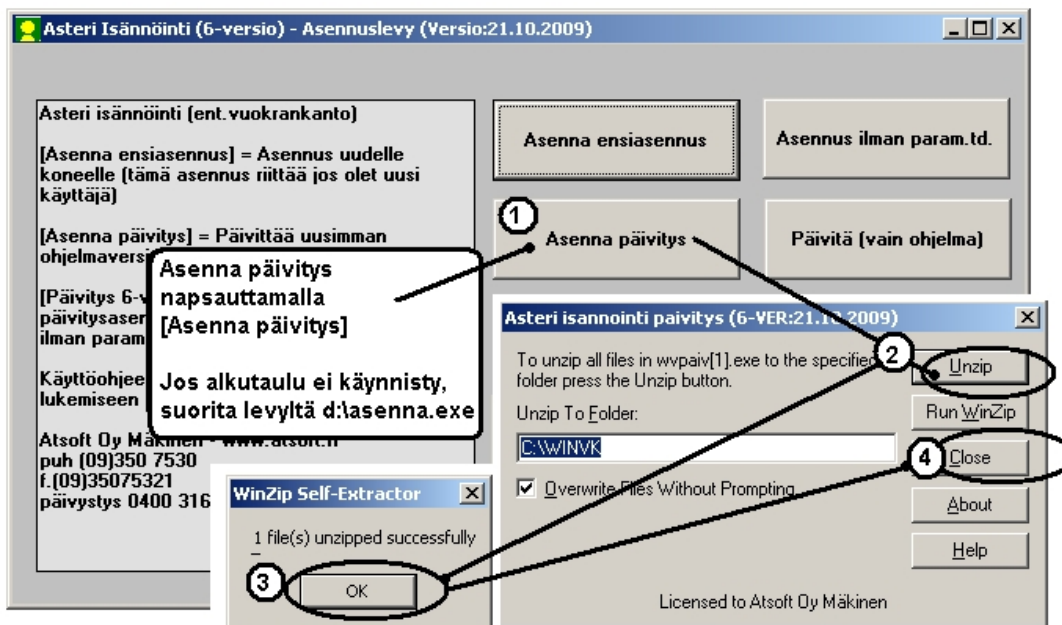 Asteri Isännöinti (6-versio) - Asennuslevy (Versio:21.10.2009)
Asteri isännöinti (ent.vuokrankanto)
[Asenna ensiasennus] = Asennus uudelle
koneelle (tämä asennus riittää jos olet uusi
käyttäjä)
[Asenna päivitys] = Päivittää uusimman
ohjelmaversi
[Päivitys 6-v
päivitysaser
ilman param
Käyttöohjee
lukemiseen
Atsoft Oy Mäkinen - www.atsoft.fi
puh (09)350 7530
f.(09)35075321
päivystys 0400 316
Asenna ensiasennus
Asennus ilman param.td.
1
Asenna päivitys
Päivitä (vain ohjelma)
Asenna päivitys
napsauttamalla
[Asenna päivitys]
Jos alkutaulu ei käynnisty,
suorita levyltä d:\asenna.exe
Asteri isannointi paivitys (6-VER:21.10.2009)
To unzip all files in wvpaiv[1].exe to the specified
folder press the Unzip button.
Unzip To Folder:
C:\WINVK
Overwrite Files Without Prompting
2
Unzip
Run WinZip
4
Close
About
Help
Licensed to Atsoft Oy Mäkinen
WinZip Self-Extractor
1 file(s) unzipped successfully
3
OK